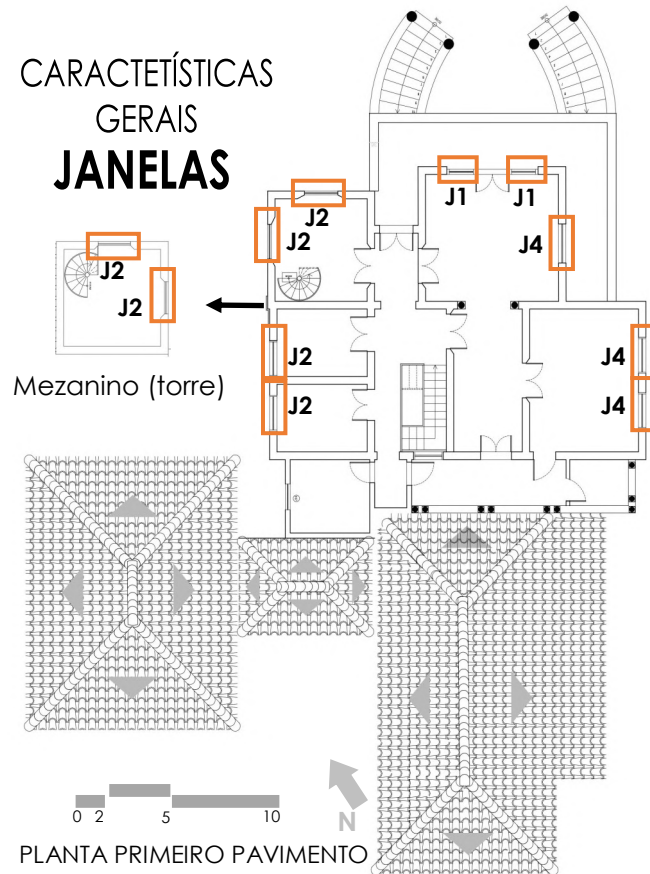 CARACTETÍSTICAS
GERAIS
JANELAS
J1 J1
J2
J2
J4
J2
J2
J2
J4
Mezanino (torre)
J2
J4
0 2 5 10
N
PLANTA PRIMEIRO PAVIMENTO